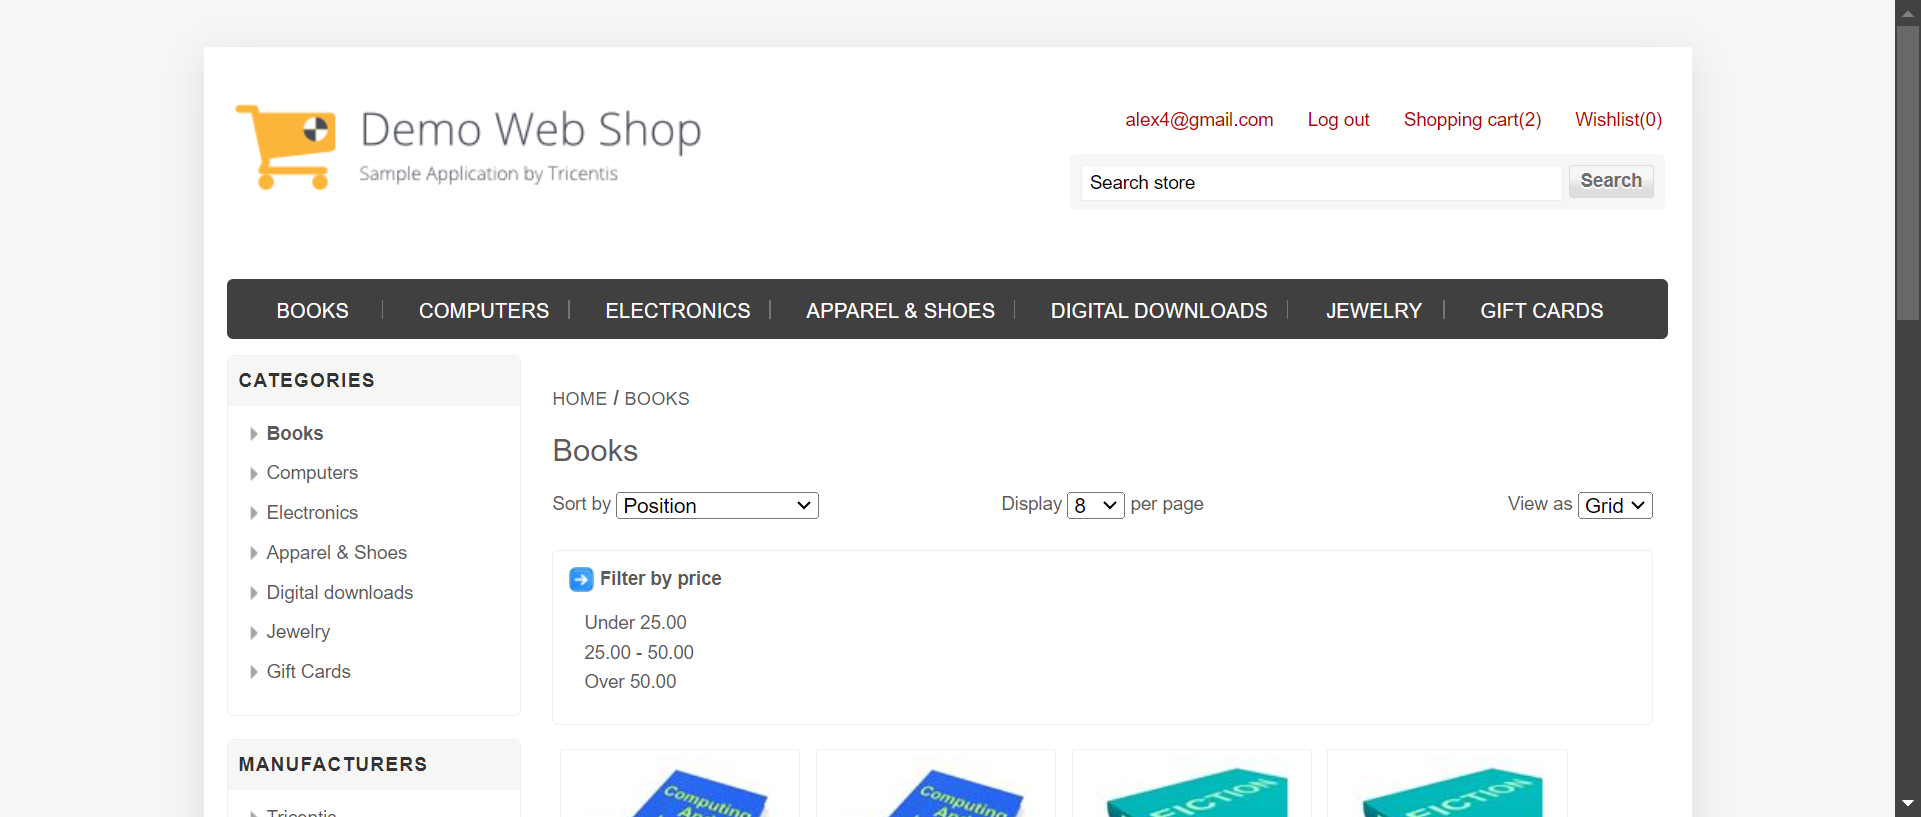 Demo Web Shop
Sample Application by Tricentis
alex4@gmail.com Log out Shopping cart(2) Wishlist(0)
Search store Search
BOOKS COMPUTERS ELECTRONICS APPAREL & SHOES DIGITAL DOWNLOADS JEWELRY GIFT CARDS
CATEGORIES
Books
Computers
Electronics
Apparel & Shoes
Digital downloads
Jewelry
Gift Cards
MANUFACTURERS
Tricentis
HOME / BOOKS
Books
Sort by Position Display 8 per page View as Grid
Filter by price
Under 25.00
25.00 - 50.00
Over 50.00
Computing
And
Computing
And
FICTION
FICTION